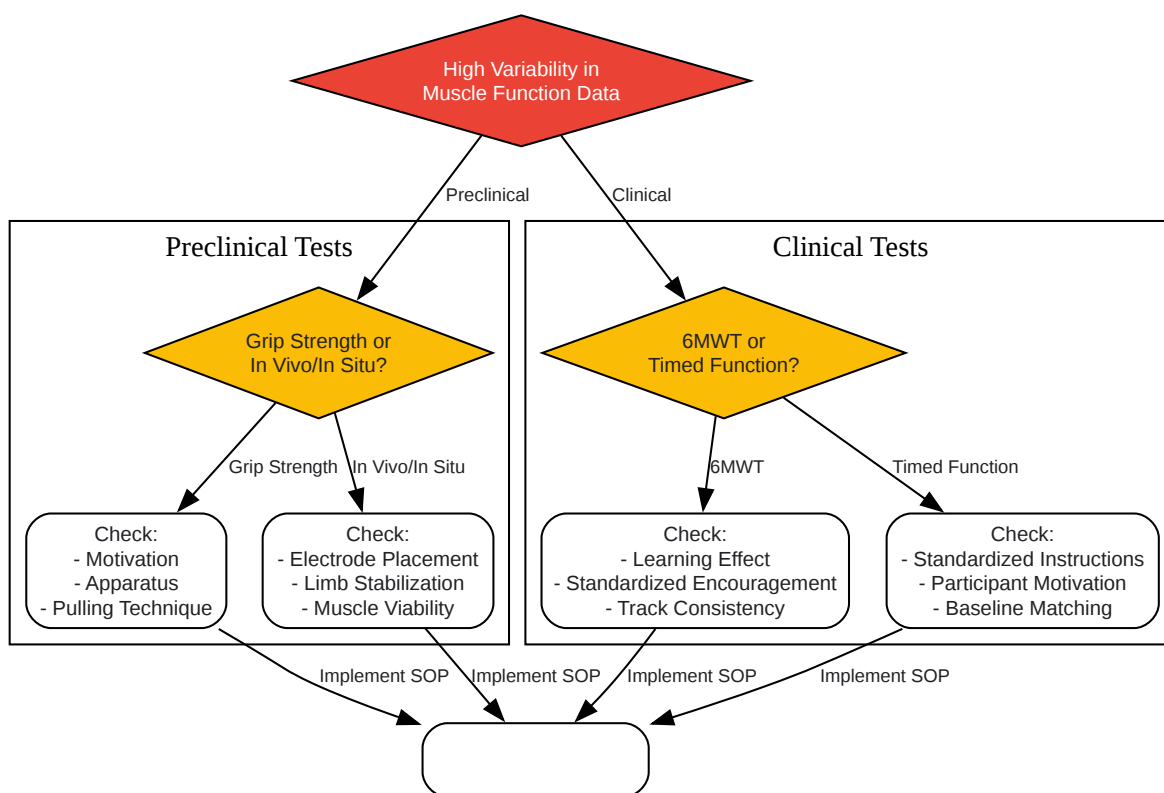 High Variability in
Muscle Function Data
Preclinical
Clinical
Preclinical Tests
Clinical Tests
Grip Strength or
In Vivo/In Situ?
6MWT or
Timed Function?
Grip Strength
In Vivo/In Situ
6MWT
Timed Function
Check:
- Motivation
- Apparatus
- Pulling Technique
Check:
- Electrode Placement
- Limb Stabilization
- Muscle Viability
Check:
- Learning Effect
- Standardized Encouragement
- Track Consistency
Check:
- Standardized Instructions
- Participant Motivation
- Baseline Matching
Implement SOP
Implement SOP
Implement SOP
Implement SOP